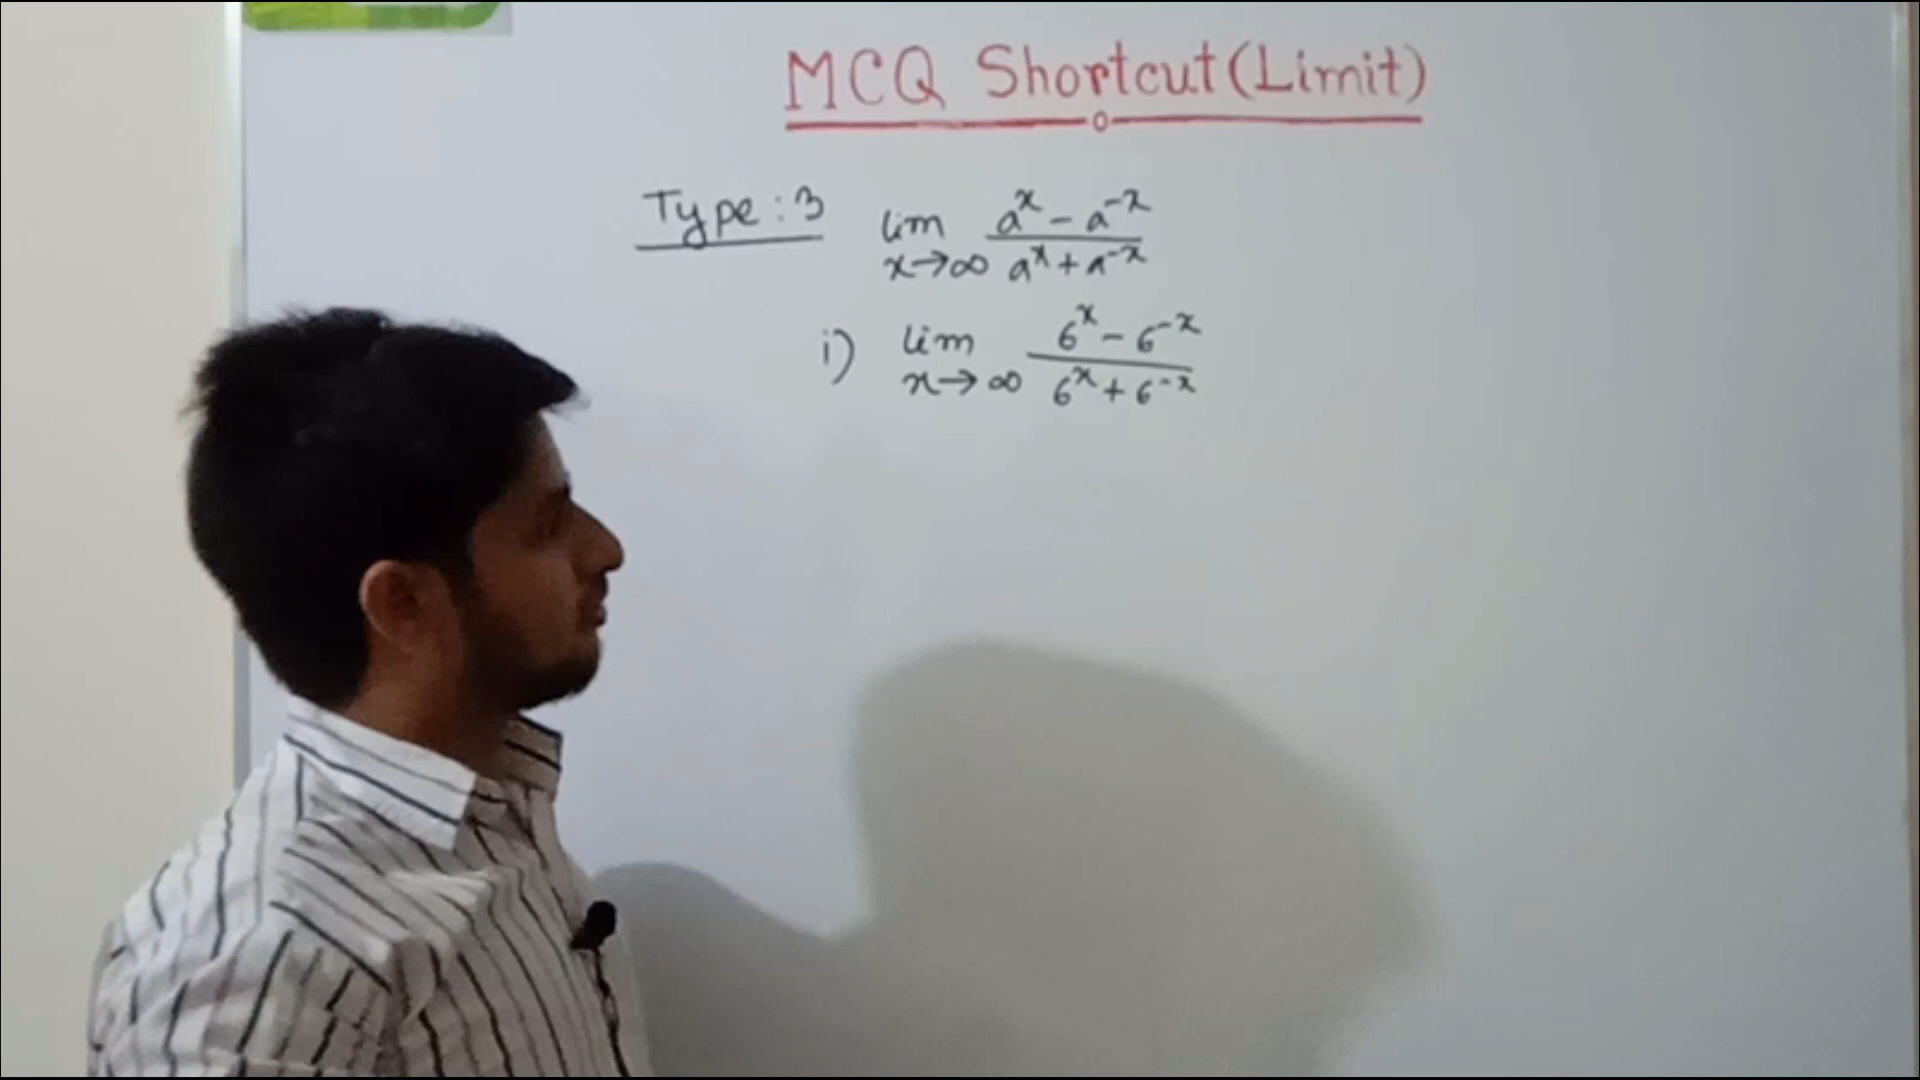 MCQ Shortcut (Limit)
Type : 3 lim x→∞ (a^x - a^-x)/(a^x + a^-x)
i) lim x→∞ (6^x - 6^-x)/(6^x + 6^-x)